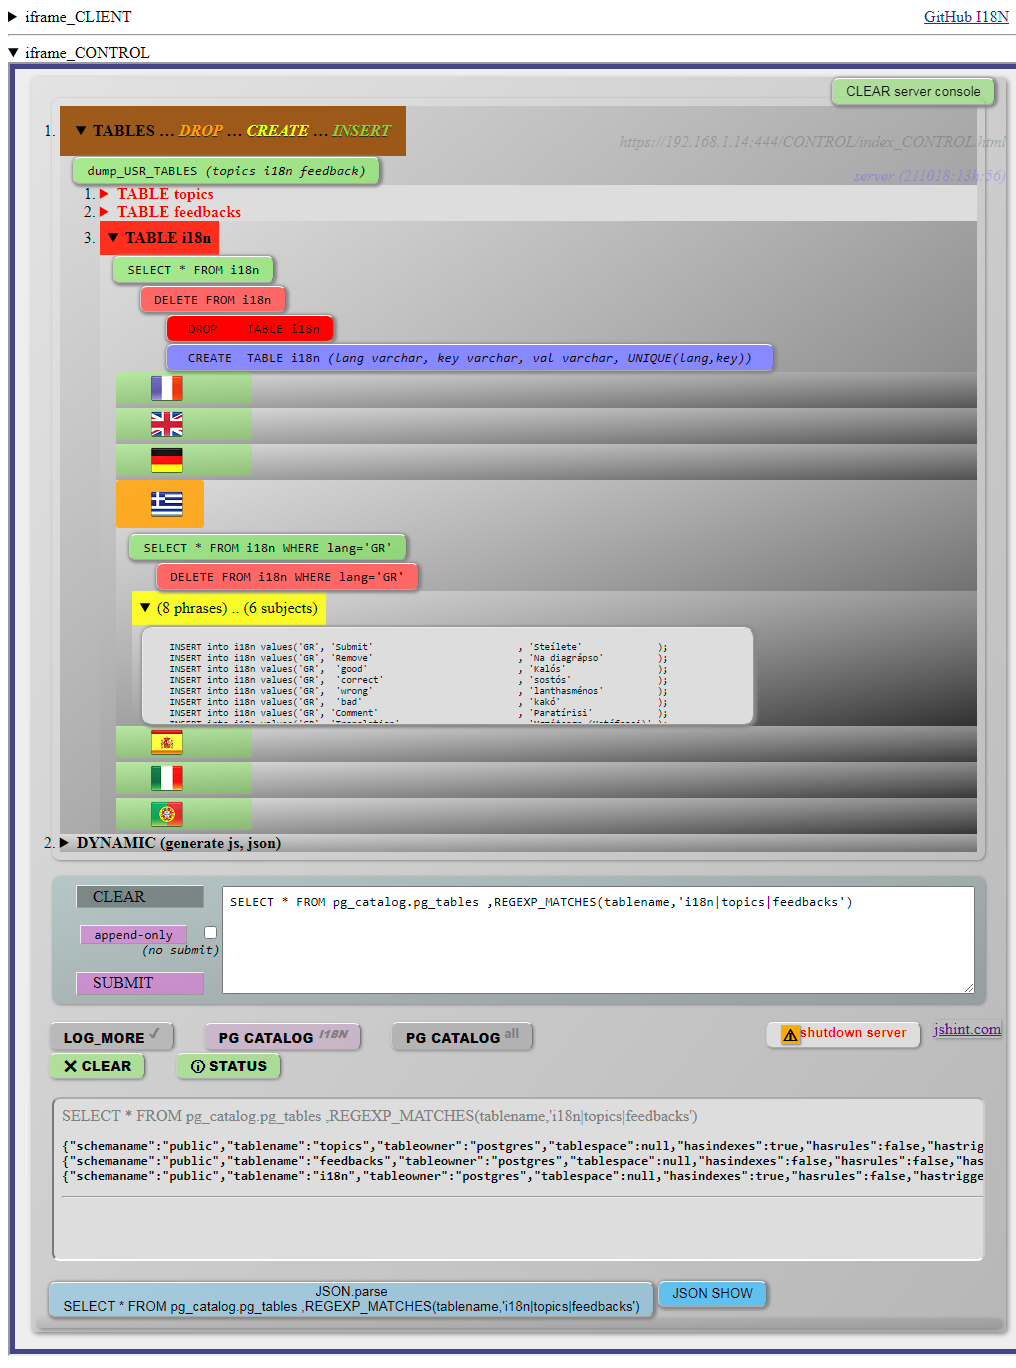 ▶ iframe_CLIENT
GitHub I18N
▼ iframe_CONTROL
CLEAR server console
1. ▼ TABLES ... DROP ... CREATE ... INSERT
https://192.168.1.14:444/CONTROL/index_CONTROL.html
dump_USR_TABLES (topics i18n feedback)
server (211018:13h:56)
1. ▶ TABLE topics
2. ▶ TABLE feedbacks
3. ▼ TABLE i18n
SELECT * FROM i18n
DELETE FROM i18n
DROP TABLE i18n
CREATE TABLE i18n (lang varchar, key varchar, val varchar, UNIQUE(lang,key))
SELECT * FROM i18n WHERE lang='GR'
DELETE FROM i18n WHERE lang='GR'
▼ (8 phrases) .. (6 subjects)
INSERT into i18n values('GR', 'Submit' , 'Steílete' );
INSERT into i18n values('GR', 'Remove' , 'Na diagrápso' );
INSERT into i18n values('GR', 'good' , 'Kalós' );
INSERT into i18n values('GR', 'correct' , 'sostós' );
INSERT into i18n values('GR', 'wrong' , 'lanthasménos' );
INSERT into i18n values('GR', 'bad' , 'kakó' );
INSERT into i18n values('GR', 'Comment' , 'Paratírisi' );
INSERT into i18n values('GR', 'Translation'
2. ▶ DYNAMIC (generate js, json)
CLEAR
SELECT * FROM pg_catalog.pg_tables ,REGEXP_MATCHES(tablename,'i18n|topics|feedbacks')
append-only
(no submit)
SUBMIT
LOG_MORE ✓
PG CATALOG I18N
PG CATALOG all
⚠shutdown server
jshint.com
✕ CLEAR
ⓘ STATUS
SELECT * FROM pg_catalog.pg_tables ,REGEXP_MATCHES(tablename,'i18n|topics|feedbacks')
{"schemaname":"public","tablename":"topics","tableowner":"postgres","tablespace":null,"hasindexes":true,"hasrules":false,"hastrig
{"schemaname":"public","tablename":"feedbacks","tableowner":"postgres","tablespace":null,"hasindexes":false,"hasrules":false,"has
{"schemaname":"public","tablename":"i18n","tableowner":"postgres","tablespace":null,"hasindexes":true,"hasrules":false,"hastrigge
JSON.parse
SELECT * FROM pg_catalog.pg_tables ,REGEXP_MATCHES(tablename,'i18n|topics|feedbacks')
JSON SHOW